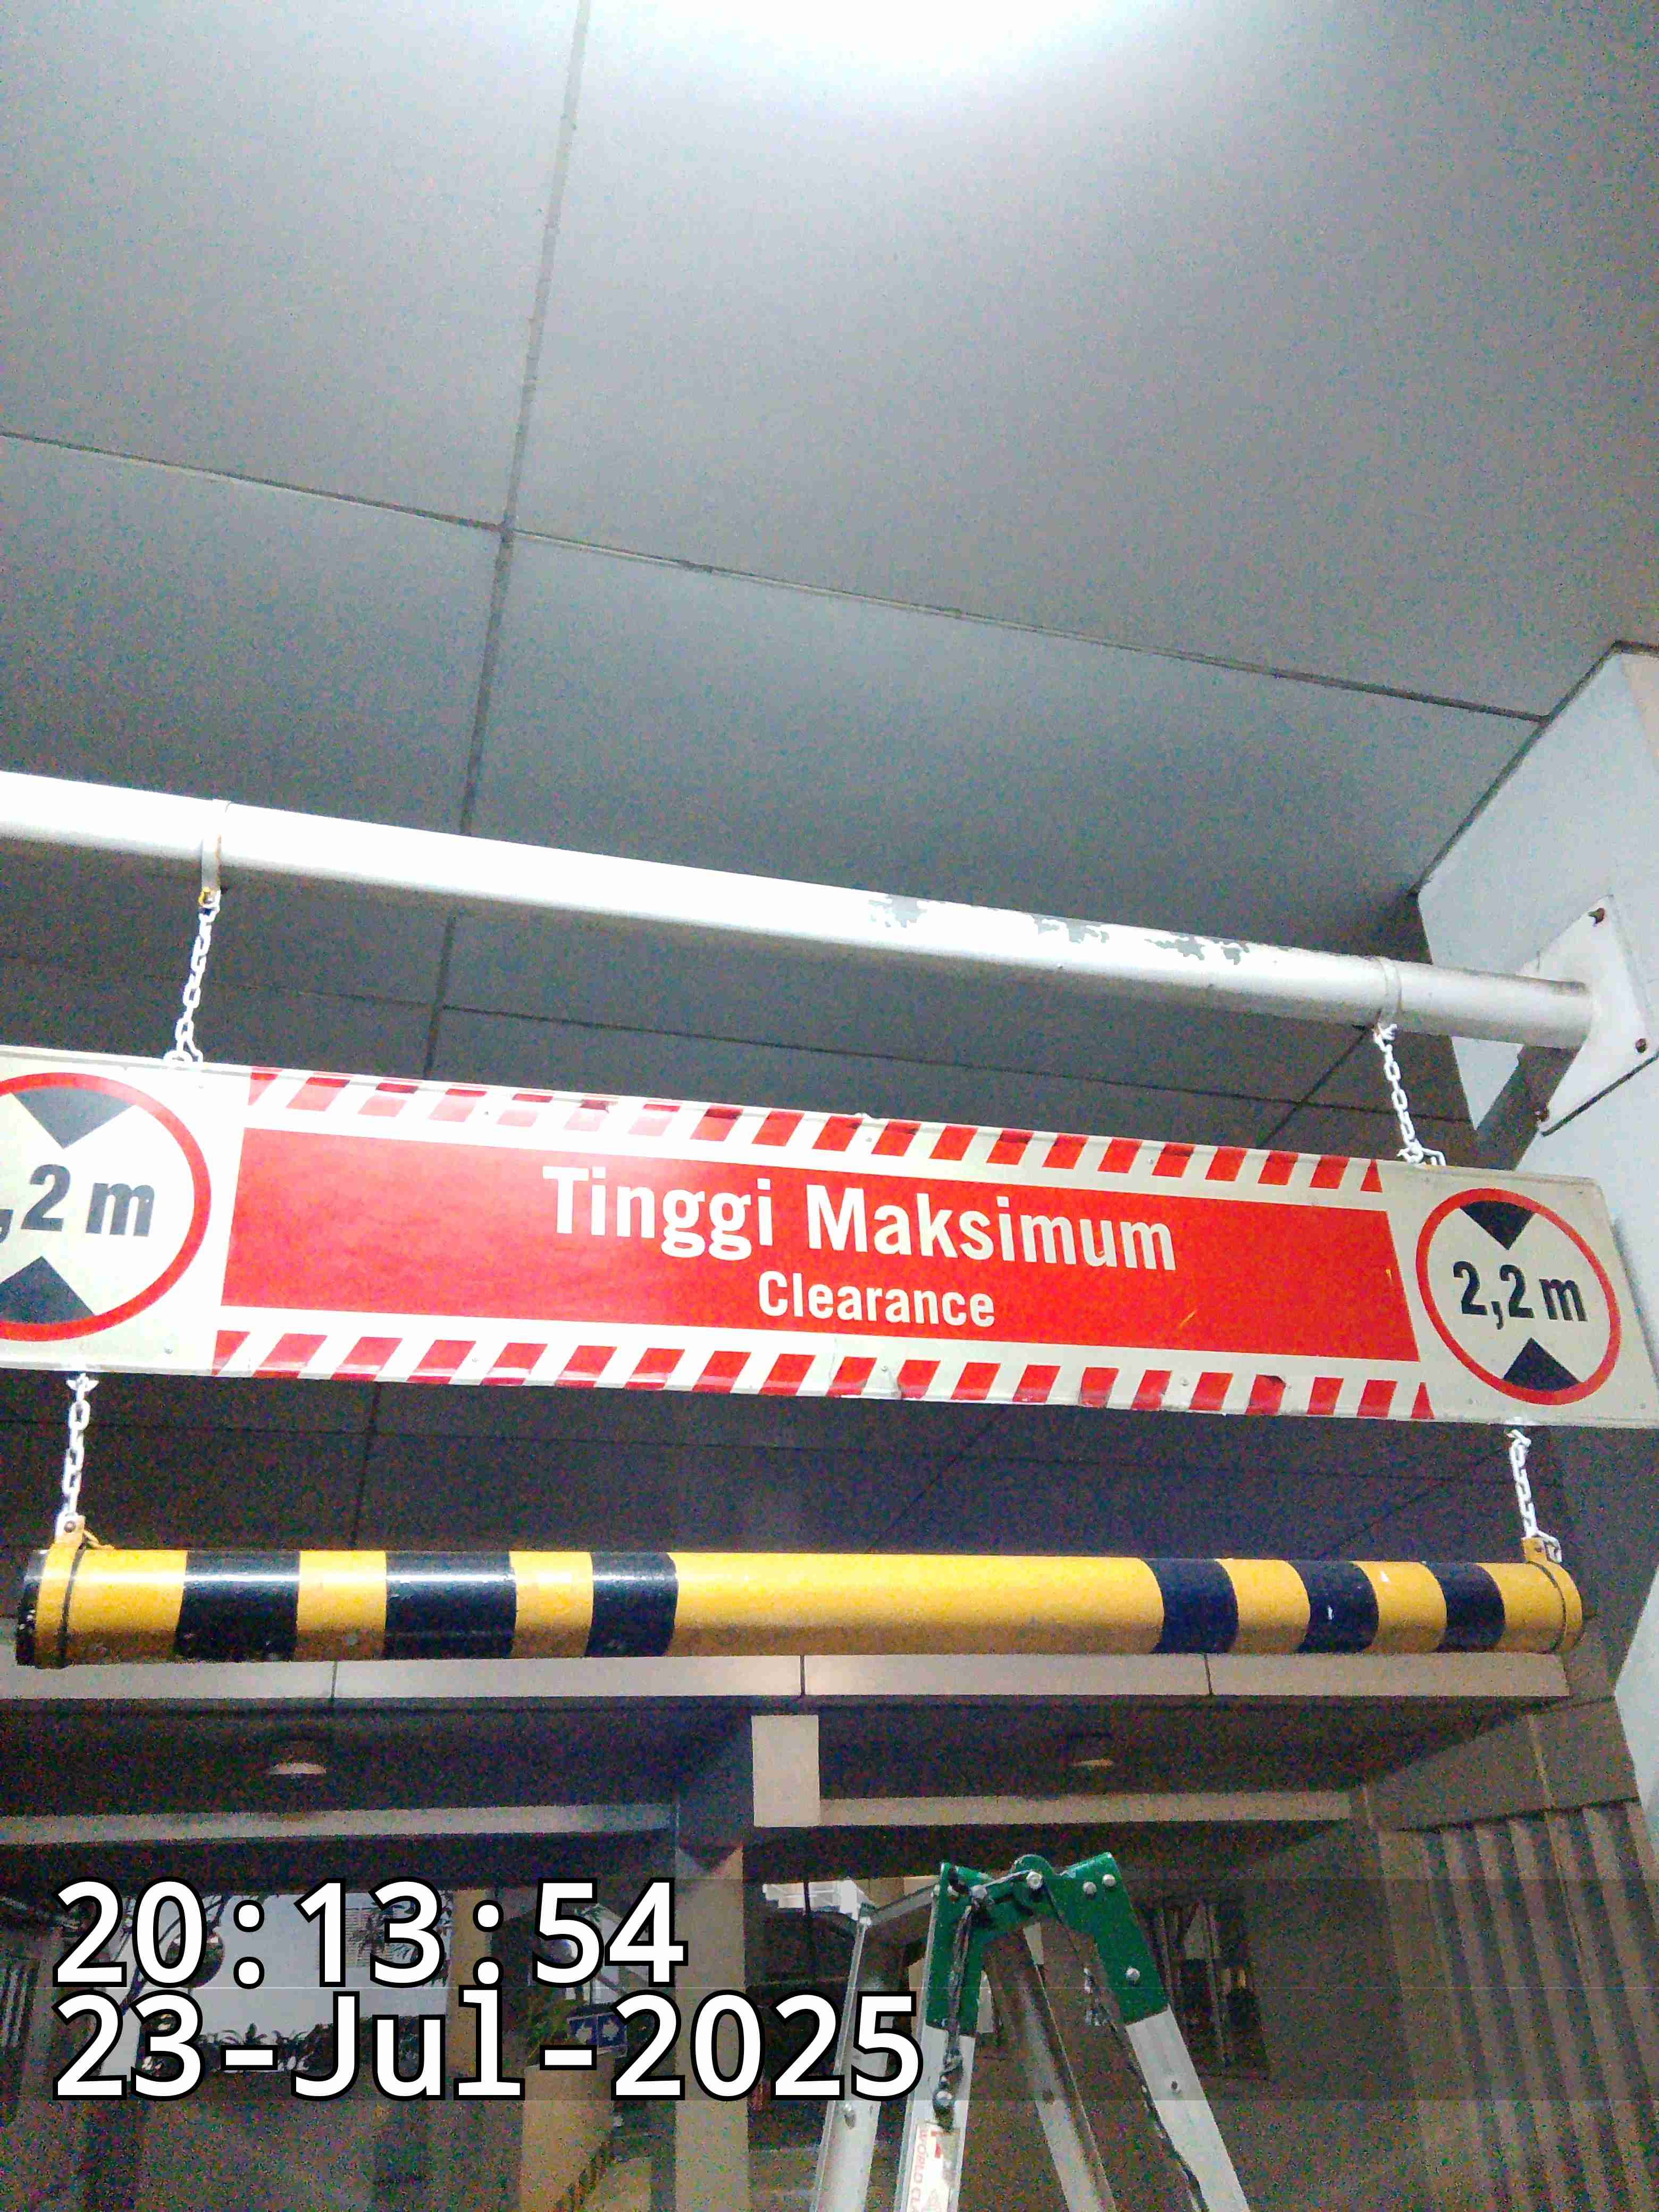 ,2 m
Tinggi Maksimum
Clearance
2,2 m
20:13:54
23-Jul-2025